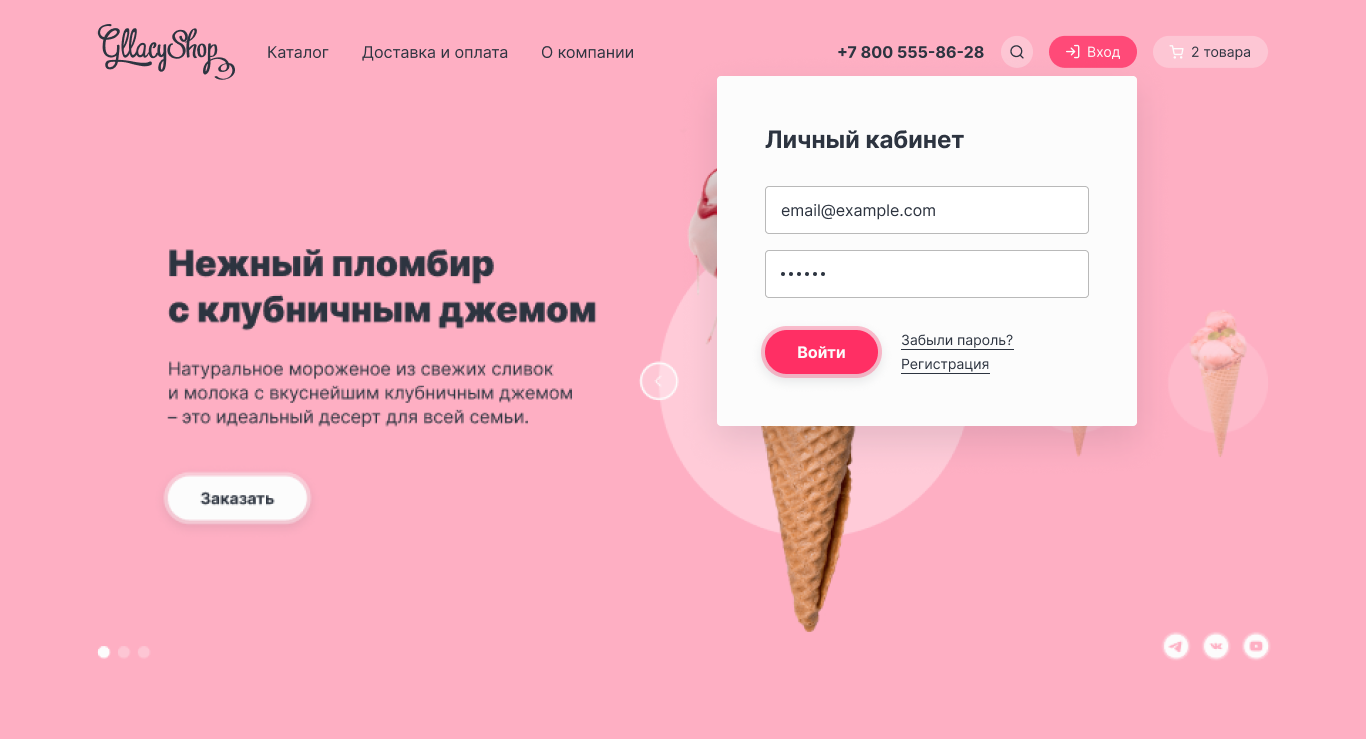 GllacyShop
Каталог
Доставка и оплата
О компании
+7 800 555-86-28
Вход
2 товара
Личный кабинет
email@example.com
••••••
Войти
Забыли пароль?
Регистрация
Нежный пломбир
с клубничным джемом
Натуральное мороженое из свежих сливок
и молока с вкуснейшим клубничным джемом
– это идеальный десерт для всей семьи.
Заказать